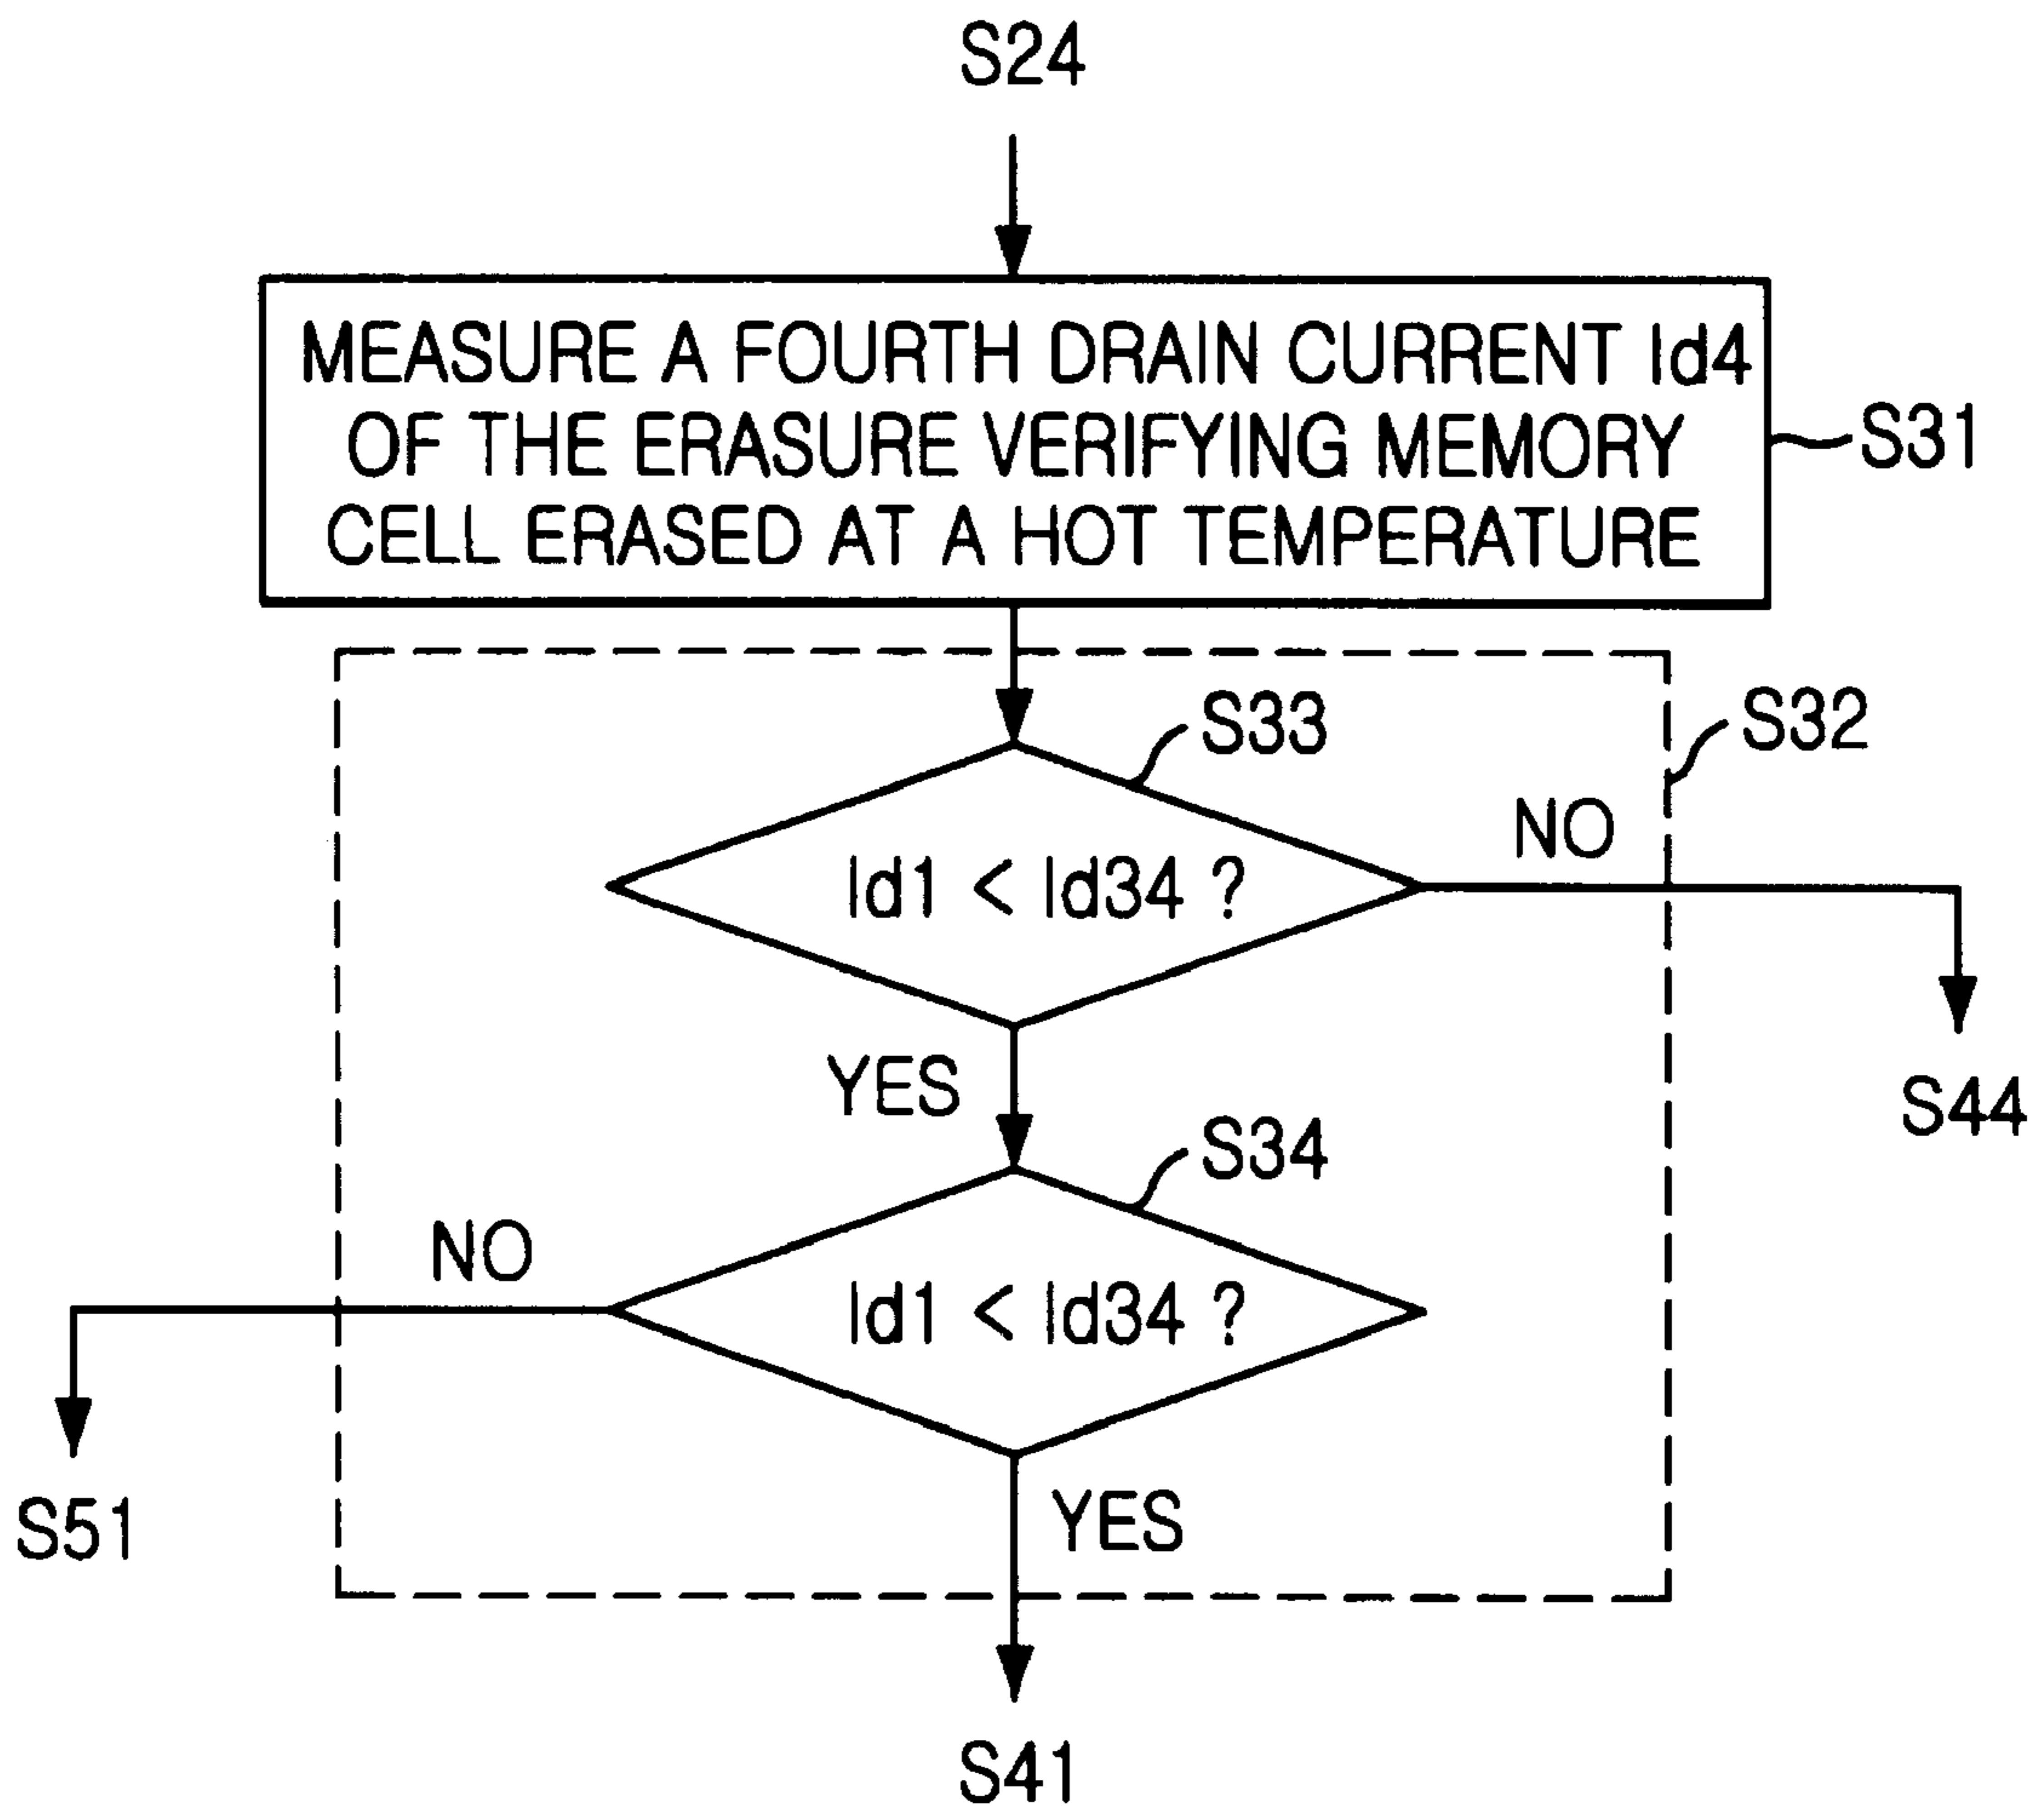 S24
MEASURE A FOURTH DRAIN CURRENT Id4
OF THE ERASURE VERIFYING MEMORY
CELL ERASED AT A HOT TEMPERATURE
S31
S33
S32
NO
Id1 < Id34 ?
YES
S44
S34
NO
Id1 < Id34 ?
S51
YES
S41